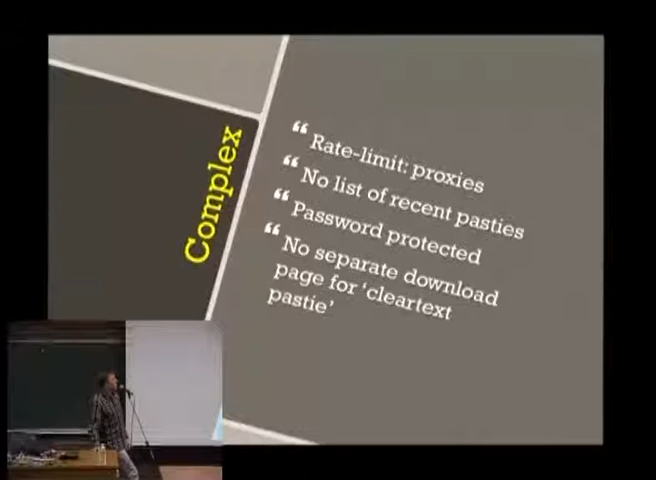 Complex
“ Rate-limit: proxies
“ No list of recent pasties
“ Password protected
“ No separate download
page for ‘cleartext
pastie’